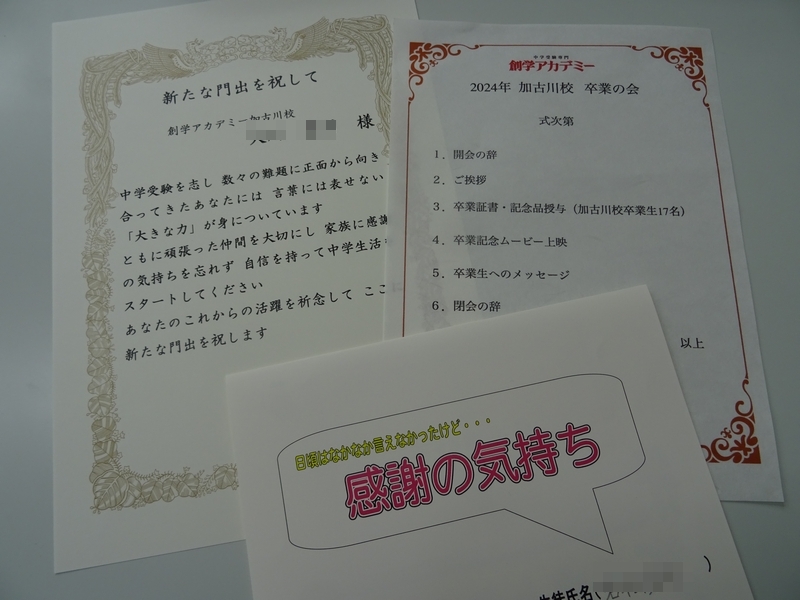 新たな門出を祝して
創学アカデミー加古川校
様
中学受験を志し 数々の難題に正面から向き
合ってきたあなたには 言葉には表せない
「大きな力」が身についています
ともに頑張った仲間を大切にし 家族に感謝
の気持ちを忘れず 自信を持って中学生活を
スタートしてください
あなたのこれからの活躍を祈念して ここ
新たな門出を祝します
中学受験専門
創学アカデミー
2024年 加古川校 卒業の会
式次第
1．開会の辞
2．ご挨拶
3．卒業証書・記念品授与（加古川校卒業生17名）
4．卒業記念ムービー上映
5．卒業生へのメッセージ
6．閉会の辞
以上
日頃はなかなか言えなかったけど・・・
感謝の気持ち
生徒氏名( )